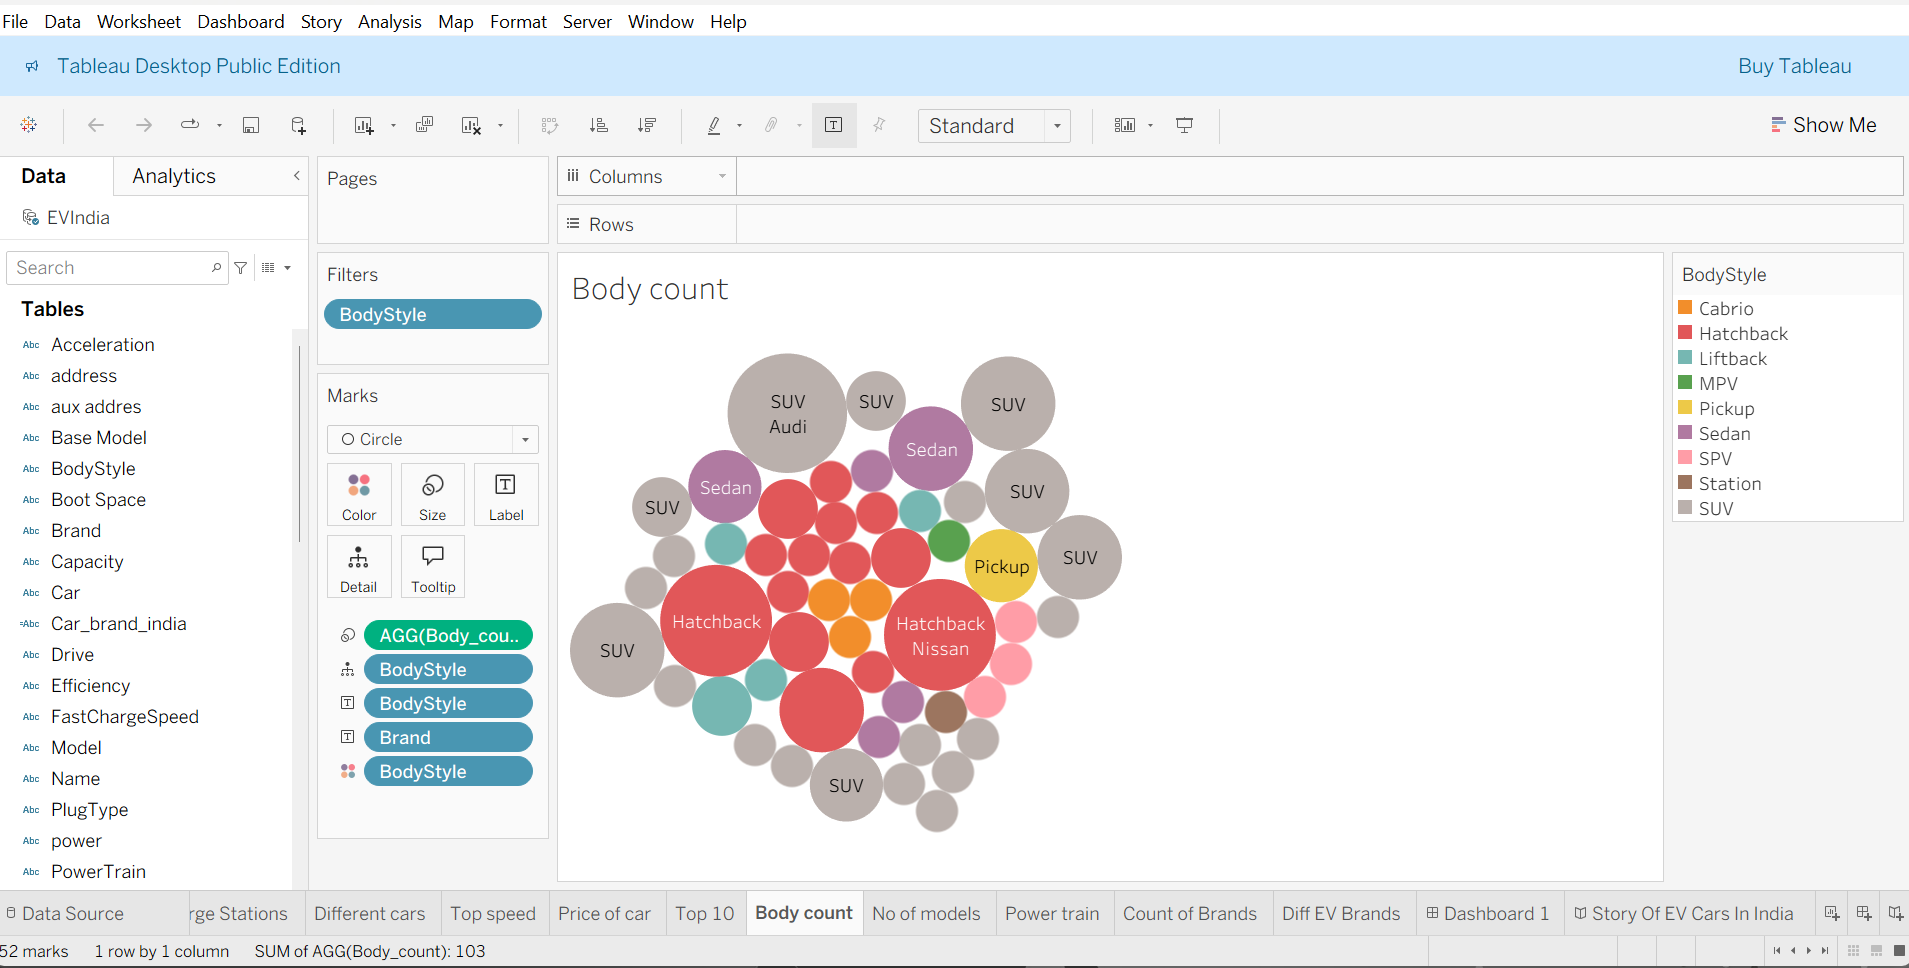 File Data Worksheet Dashboard Story Analysis Map Format Server Window Help
Tableau Desktop Public Edition
Buy Tableau
Standard
Show Me
Data
Analytics
EVIndia
Search
Tables
Abc Acceleration
Abc address
Abc aux addres
Abc Base Model
Abc BodyStyle
Abc Boot Space
Abc Brand
Abc Capacity
Abc Car
=Abc Car_brand_india
Abc Drive
Abc Efficiency
Abc FastChargeSpeed
Abc Model
Abc Name
Abc PlugType
Abc power
Abc PowerTrain
Pages
Filters
BodyStyle
Marks
Circle
Color
Size
Label
Detail
Tooltip
AGG(Body_cou..
BodyStyle
BodyStyle
Brand
BodyStyle
Columns
Rows
Body count
SUV
Audi
SUV
SUV
Sedan
Sedan
SUV
SUV
SUV
Pickup
Hatchback
Hatchback
Nissan
SUV
SUV
BodyStyle
Cabrio
Hatchback
Liftback
MPV
Pickup
Sedan
SPV
Station
SUV
Data Source
rge Stations
Different cars
Top speed
Price of car
Top 10
Body count
No of models
Power train
Count of Brands
Diff EV Brands
Dashboard 1
Story Of EV Cars In India
52 marks
1 row by 1 column
SUM of AGG(Body_count): 103